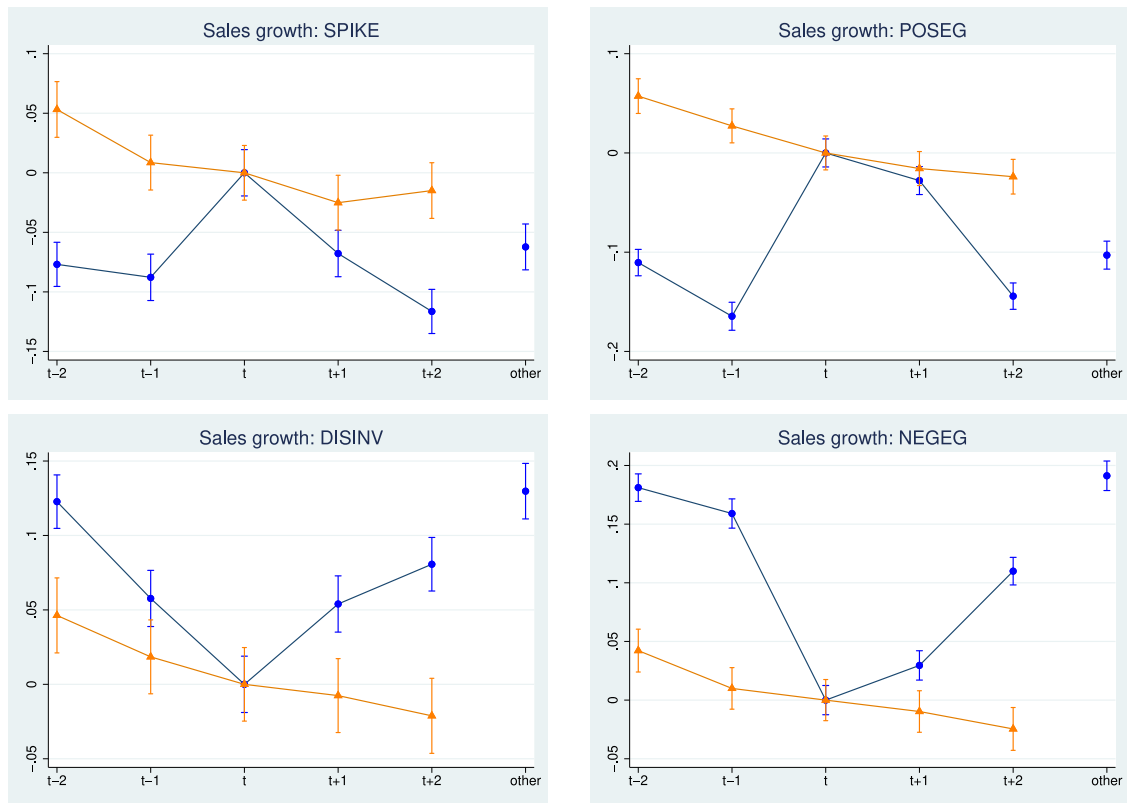 Sales growth: SPIKE
.1
.05
0
−.05
−.1
−.15
t−2 t−1 t t+1 t+2 other
Sales growth: POSEG
.1
0
−.1
−.2
t−2 t−1 t t+1 t+2 other
Sales growth: DISINV
.15
.1
.05
0
−.05
t−2 t−1 t t+1 t+2 other
Sales growth: NEGEG
.2
.15
.1
.05
0
−.05
t−2 t−1 t t+1 t+2 other